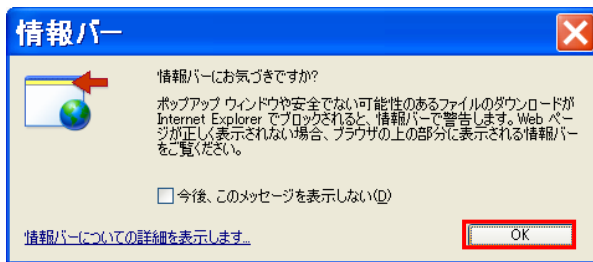 情報バー
情報バーにお気づきですか?
ポップアップ ウィンドウや安全でない可能性のあるファイルのダウンロードが
Internet Explorer でブロックされると、情報バーで警告します。Web ペー
ジが正しく表示されない場合、ブラウザの上の部分に表示される情報バー
をご覧ください。
今後、このメッセージを表示しない(D)
情報バーについての詳細を表示します...
OK